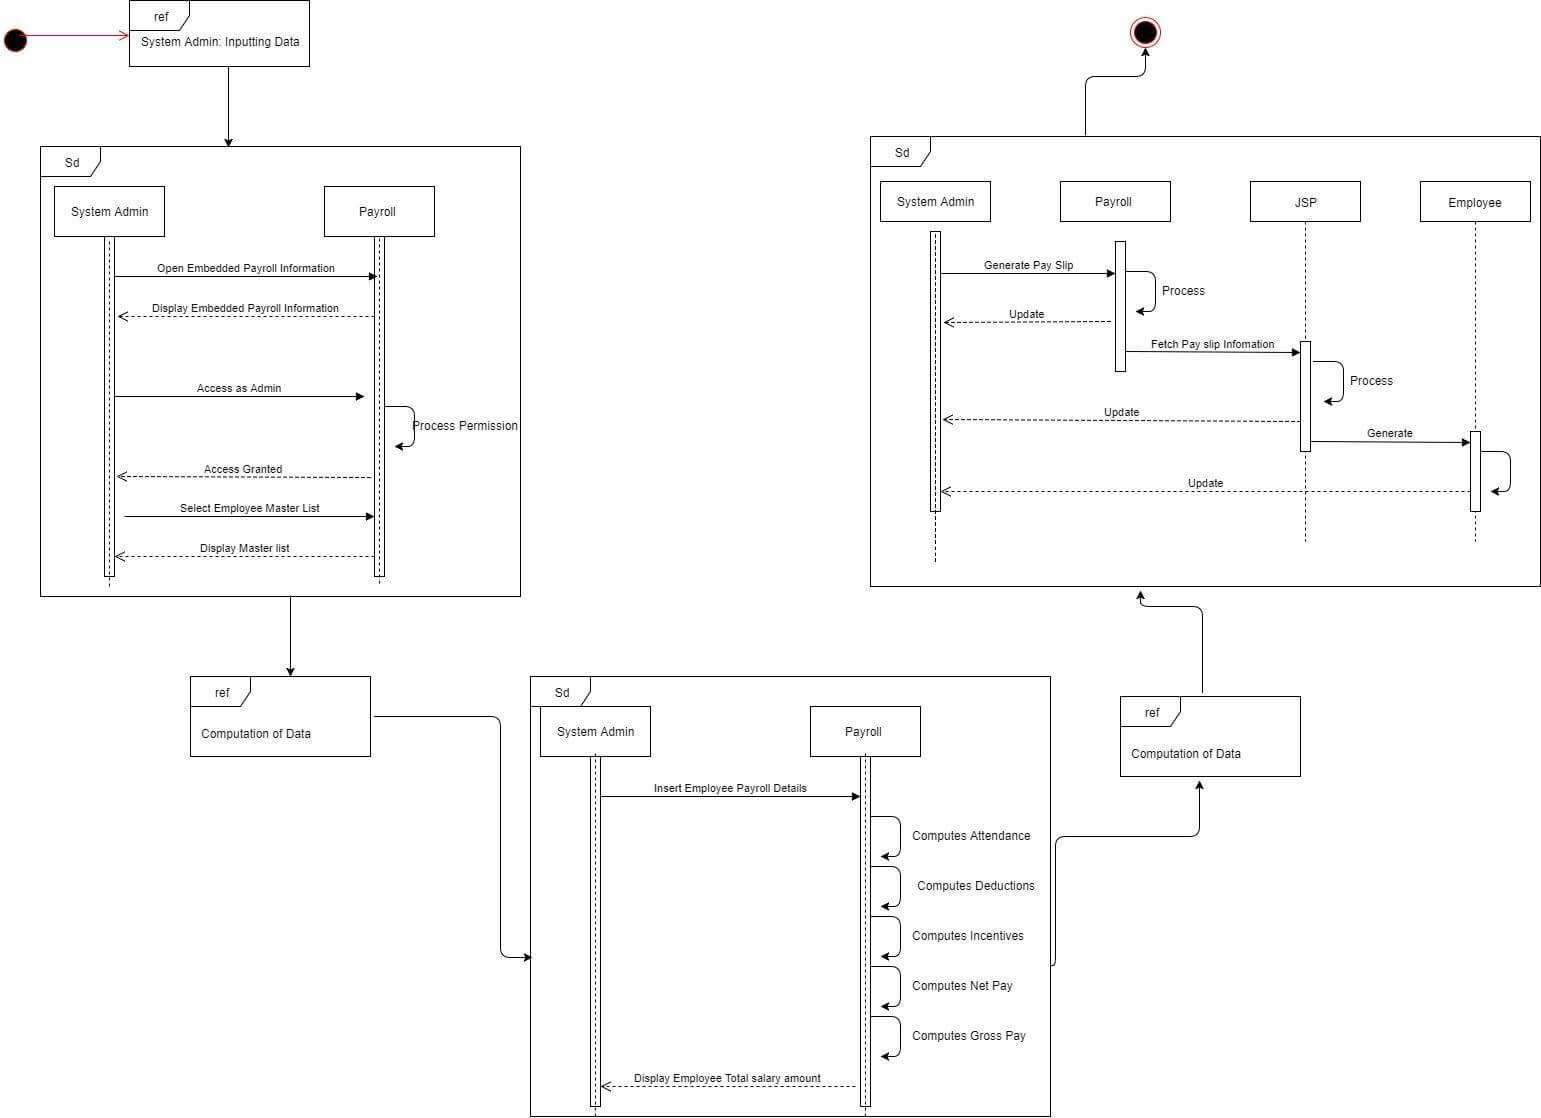 ref
System Admin: Inputting Data
Sd
System Admin
Payroll
Open Embedded Payroll Information
Display Embedded Payroll Information
Access as Admin
Process Permission
Access Granted
Select Employee Master List
Display Master list
ref
Computation of Data
Sd
System Admin
Payroll
Insert Employee Payroll Details
Computes Attendance
Computes Deductions
Computes Incentives
Computes Net Pay
Computes Gross Pay
Display Employee Total salary amount
ref
Computation of Data
Sd
System Admin
Payroll
JSP
Employee
Generate Pay Slip
Process
Update
Fetch Pay slip Infomation
Process
Update
Generate
Update